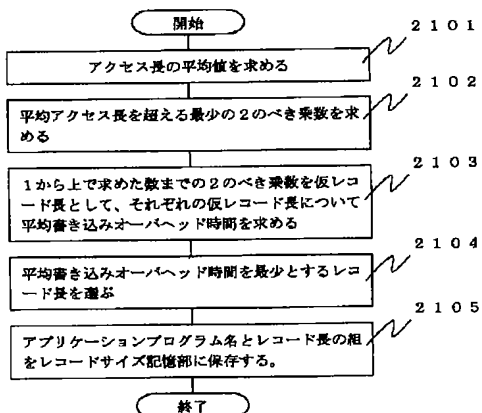 開始
2101
アクセス長の平均値を求める
2102
平均アクセス長を超える最少の2のべき乗数を求
める
2103
1から上で求めた数までの2のべき乗数を仮レコ
ード長として、それぞれの仮レコード長について
平均書き込みオーバヘッド時間を求める
2104
平均書き込みオーバヘッド時間を最少とするレコ
ード長を選ぶ
2105
アプリケーションプログラム名とレコード長の組
をレコードサイズ記憶部に保存する。
終了